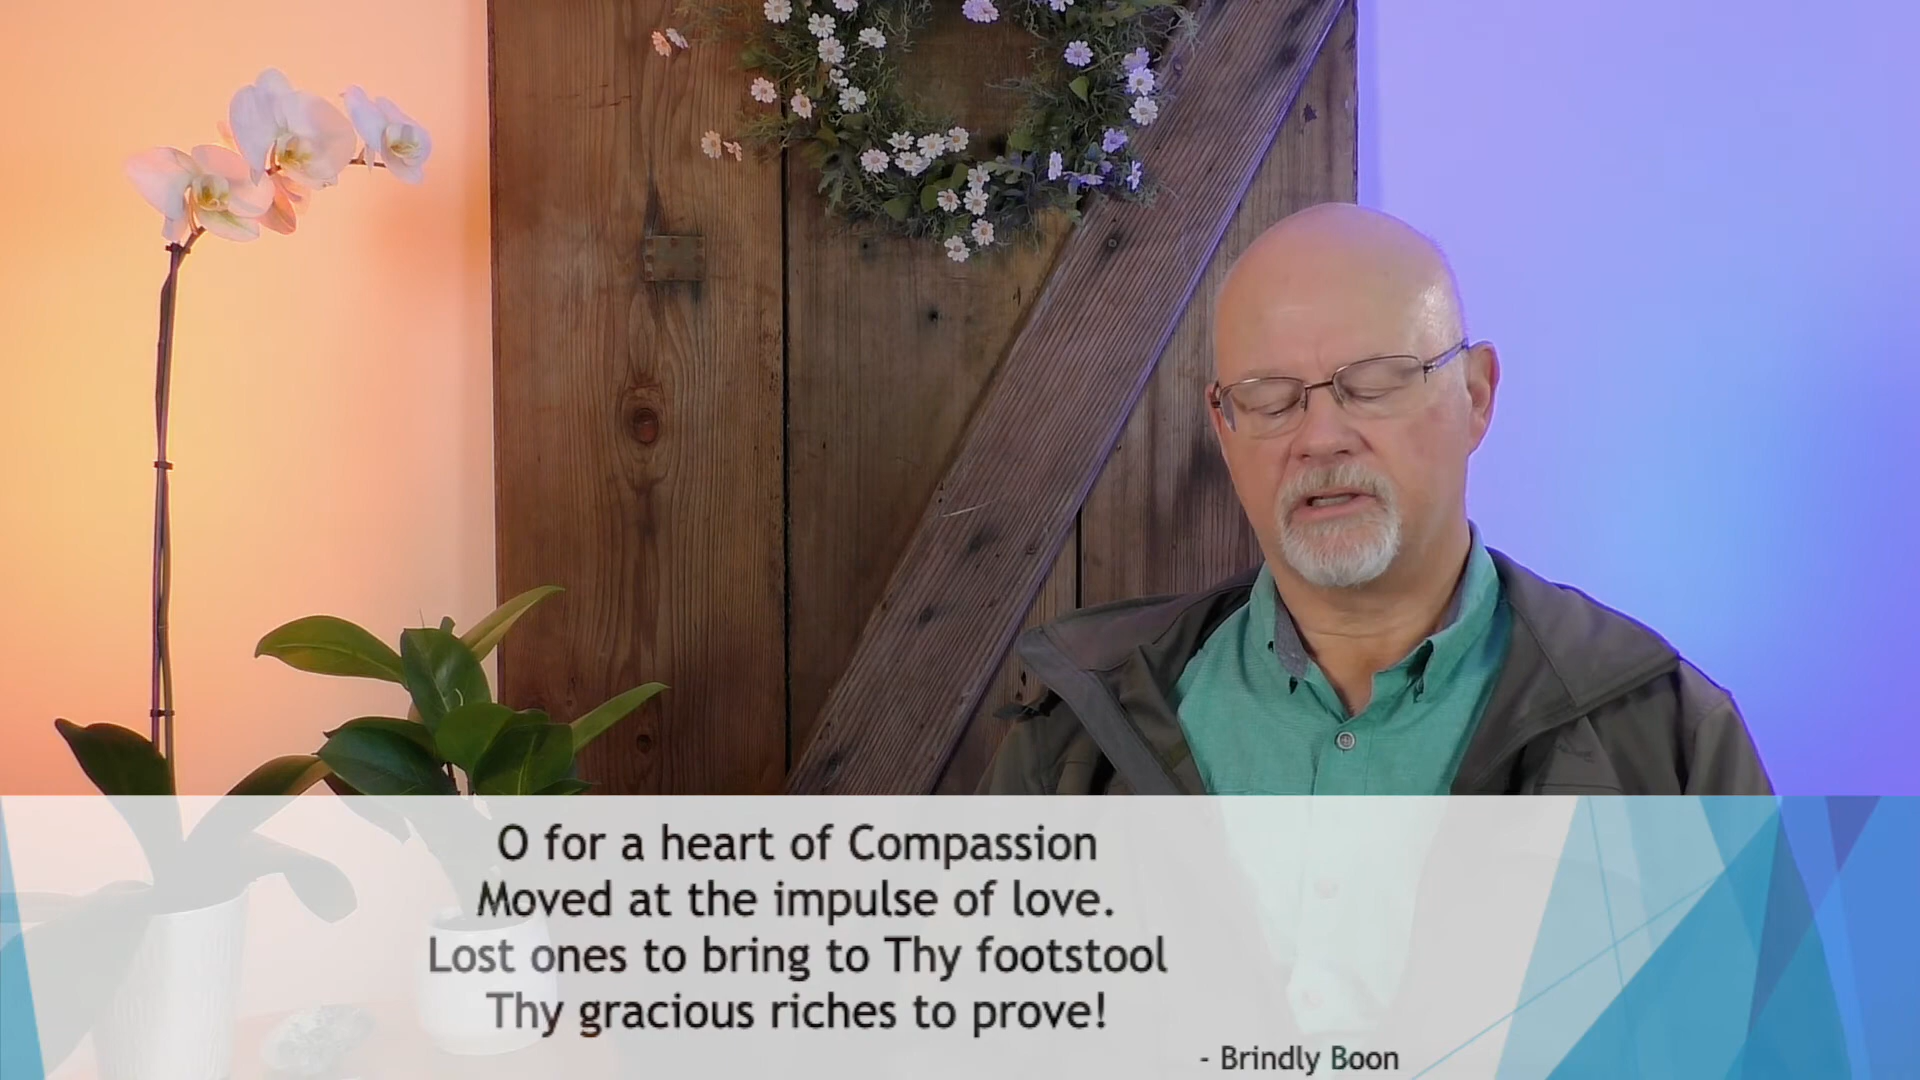 O for a heart of Compassion
Moved at the impulse of love.
Lost ones to bring to Thy footstool
Thy gracious riches to prove!
- Brindly Boon